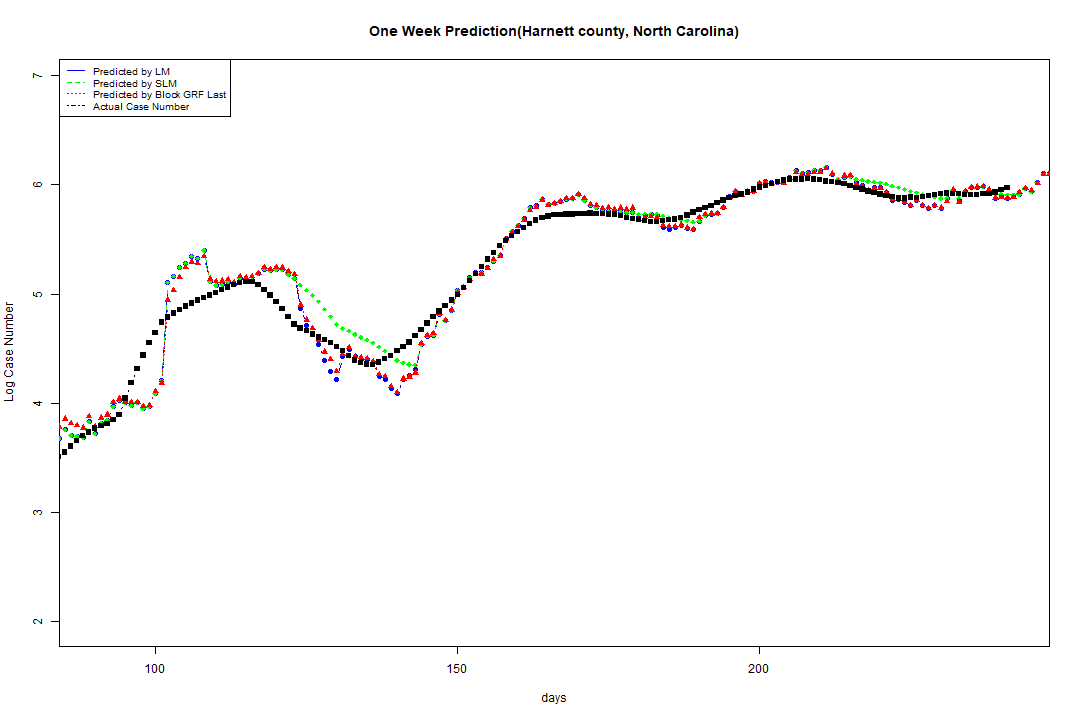 One Week Prediction(Harnett county, North Carolina)
7
Predicted by LM
Predicted by SLM
Predicted by Block GRF Last
Actual Case Number
6
5
4
3
2
Log Case Number
100
150
200
days